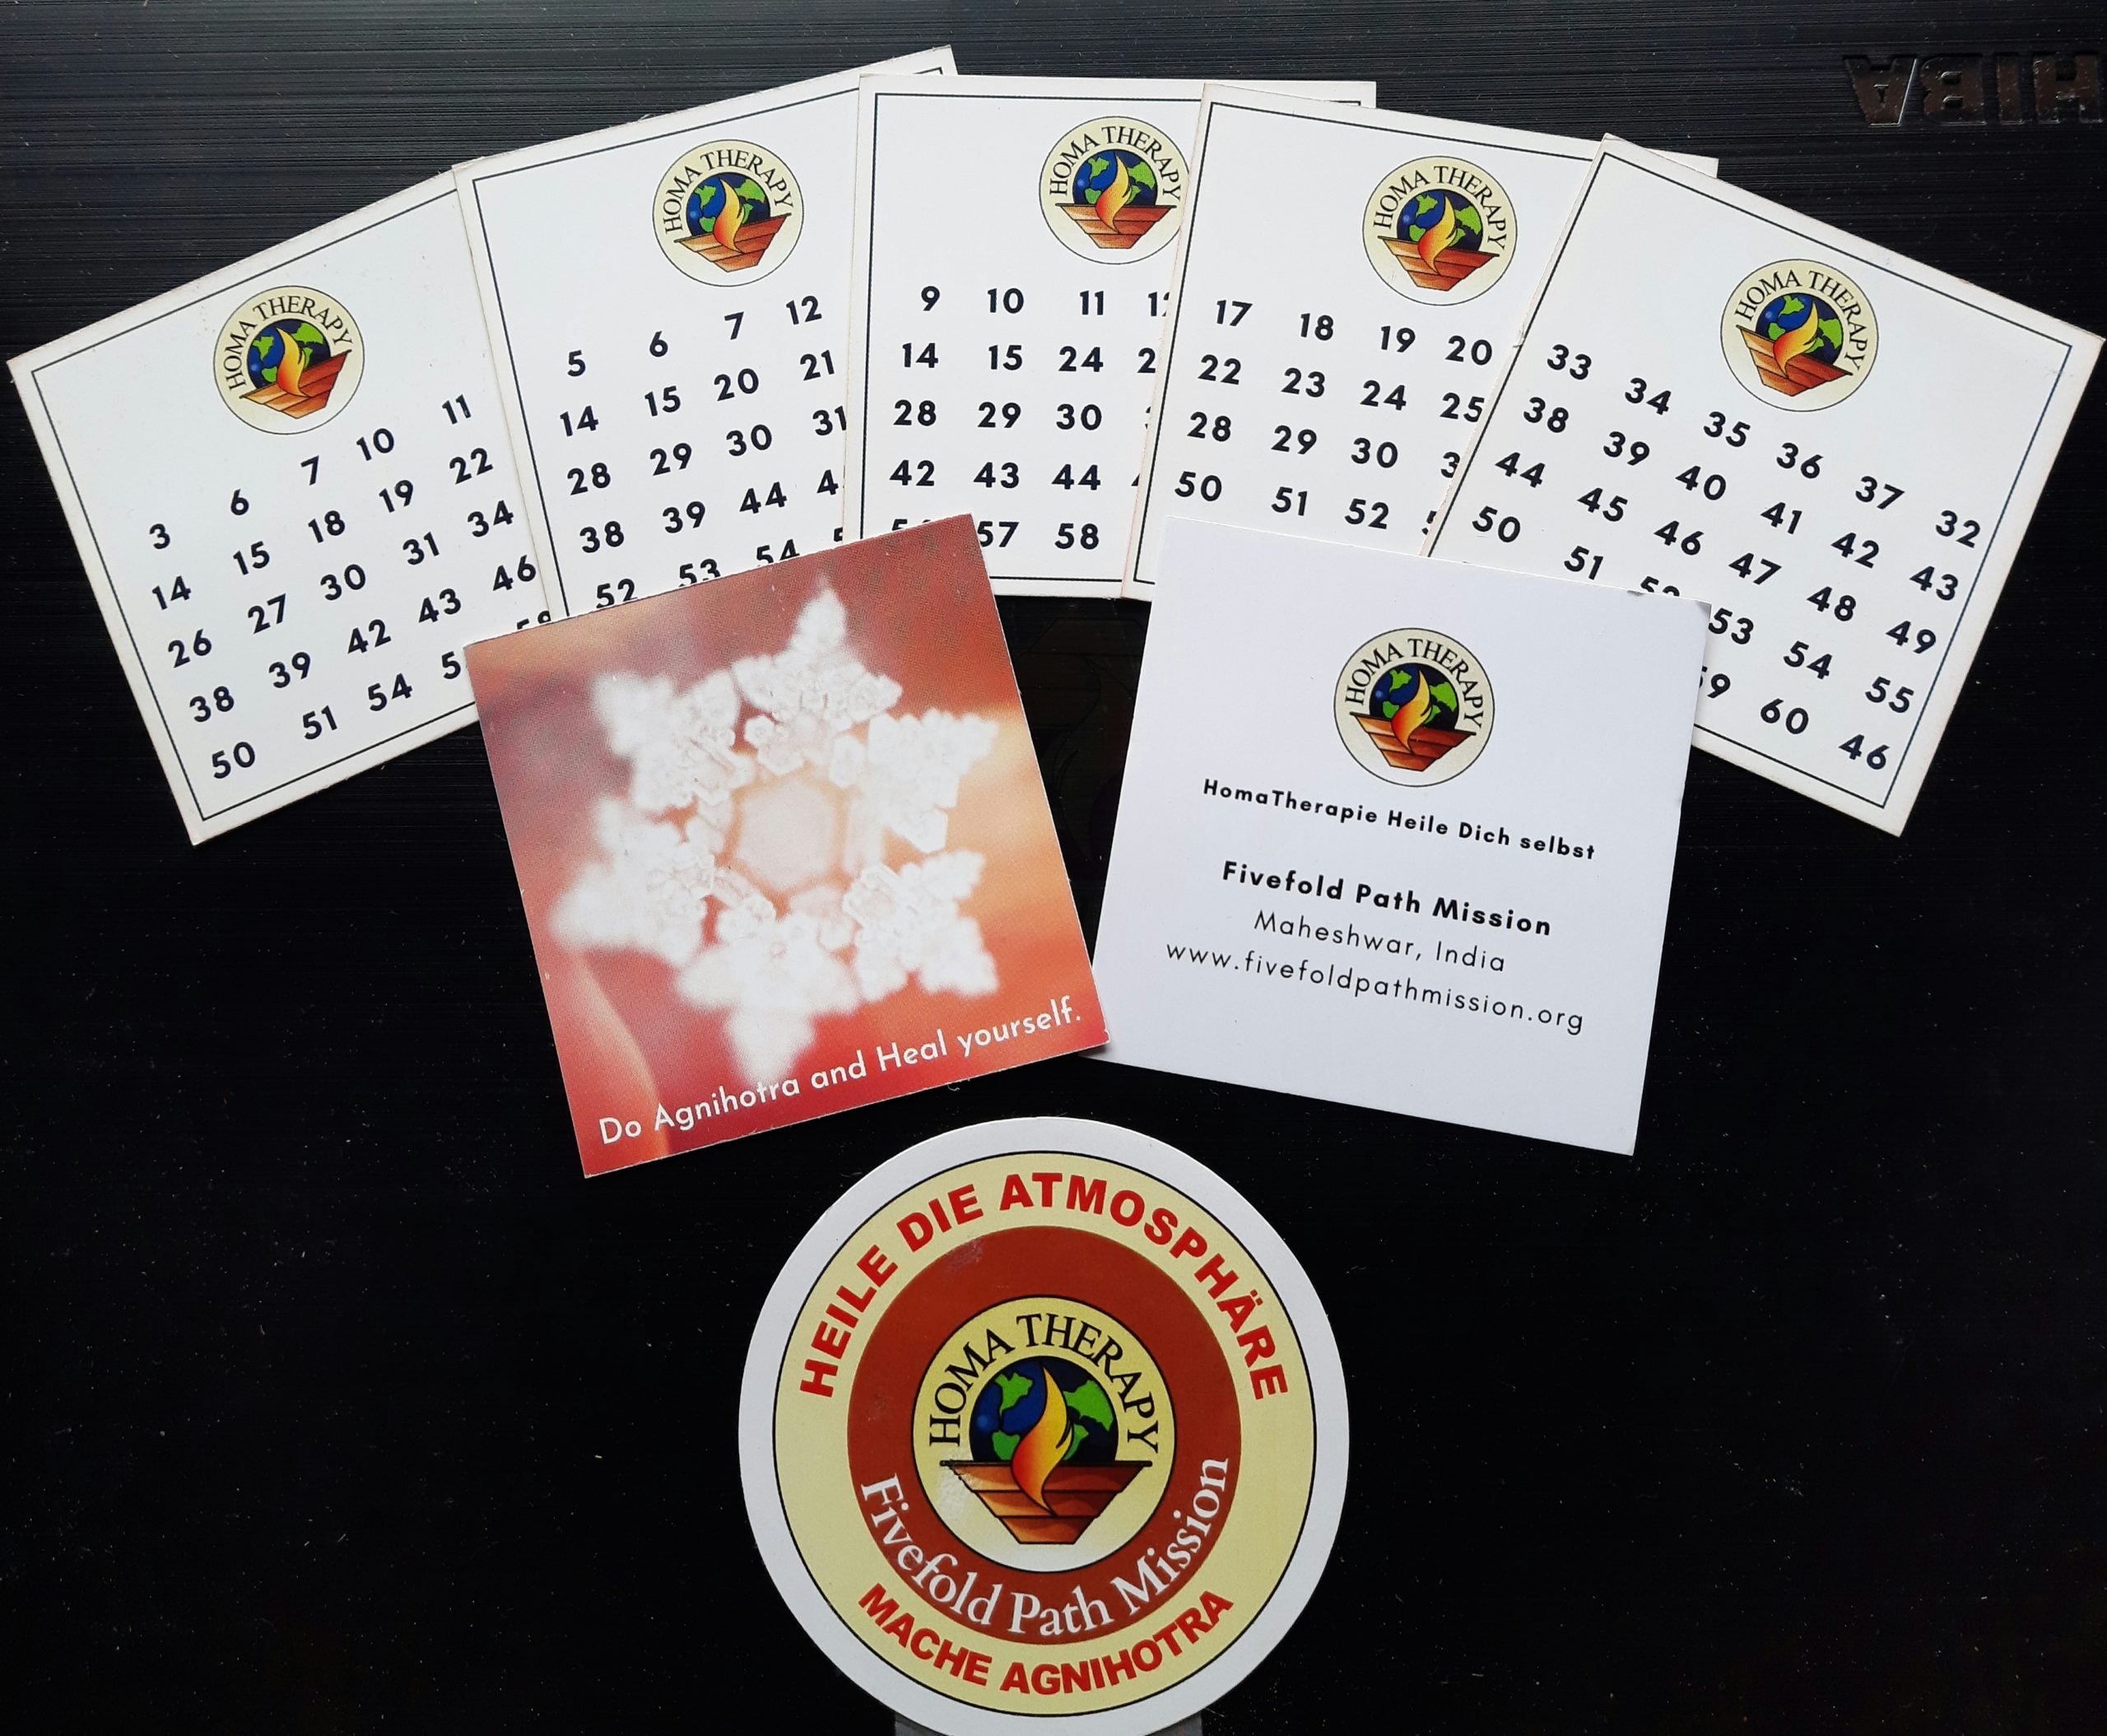 HIBA
HOMA THERAPY
3 6 7 10 11
14 15 18 19 22
26 27 30 31 34
38 39 42 43 46
50 51 54
HOMA THERAPY
5 6 7 12
14 15 20 21
28 29 30 31
38 39 44
52 53 54
HOMA THERAPY
9 10 11
14 15 24
28 29 30
42 43 44
57 58
HOMA THERAPY
17 18 19 20
22 23 24 25
28 29 30
50 51 52
HOMA THERAPY
33 34 35 36 37 32
38 39 40 41 42 43
44 45 46 47 48 49
50 51 52 53 54 55
59 60 46
Do Agnihotra and Heal yourself.
HOMA THERAPY
HomaTherapie Heile Dich selbst
Fivefold Path Mission
Maheshwar, India
www.fivefoldpathmission.org
HEILE DIE ATMOSPHÄRE
HOMA THERAPY
Fivefold Path Mission
MACHE AGNIHOTRA